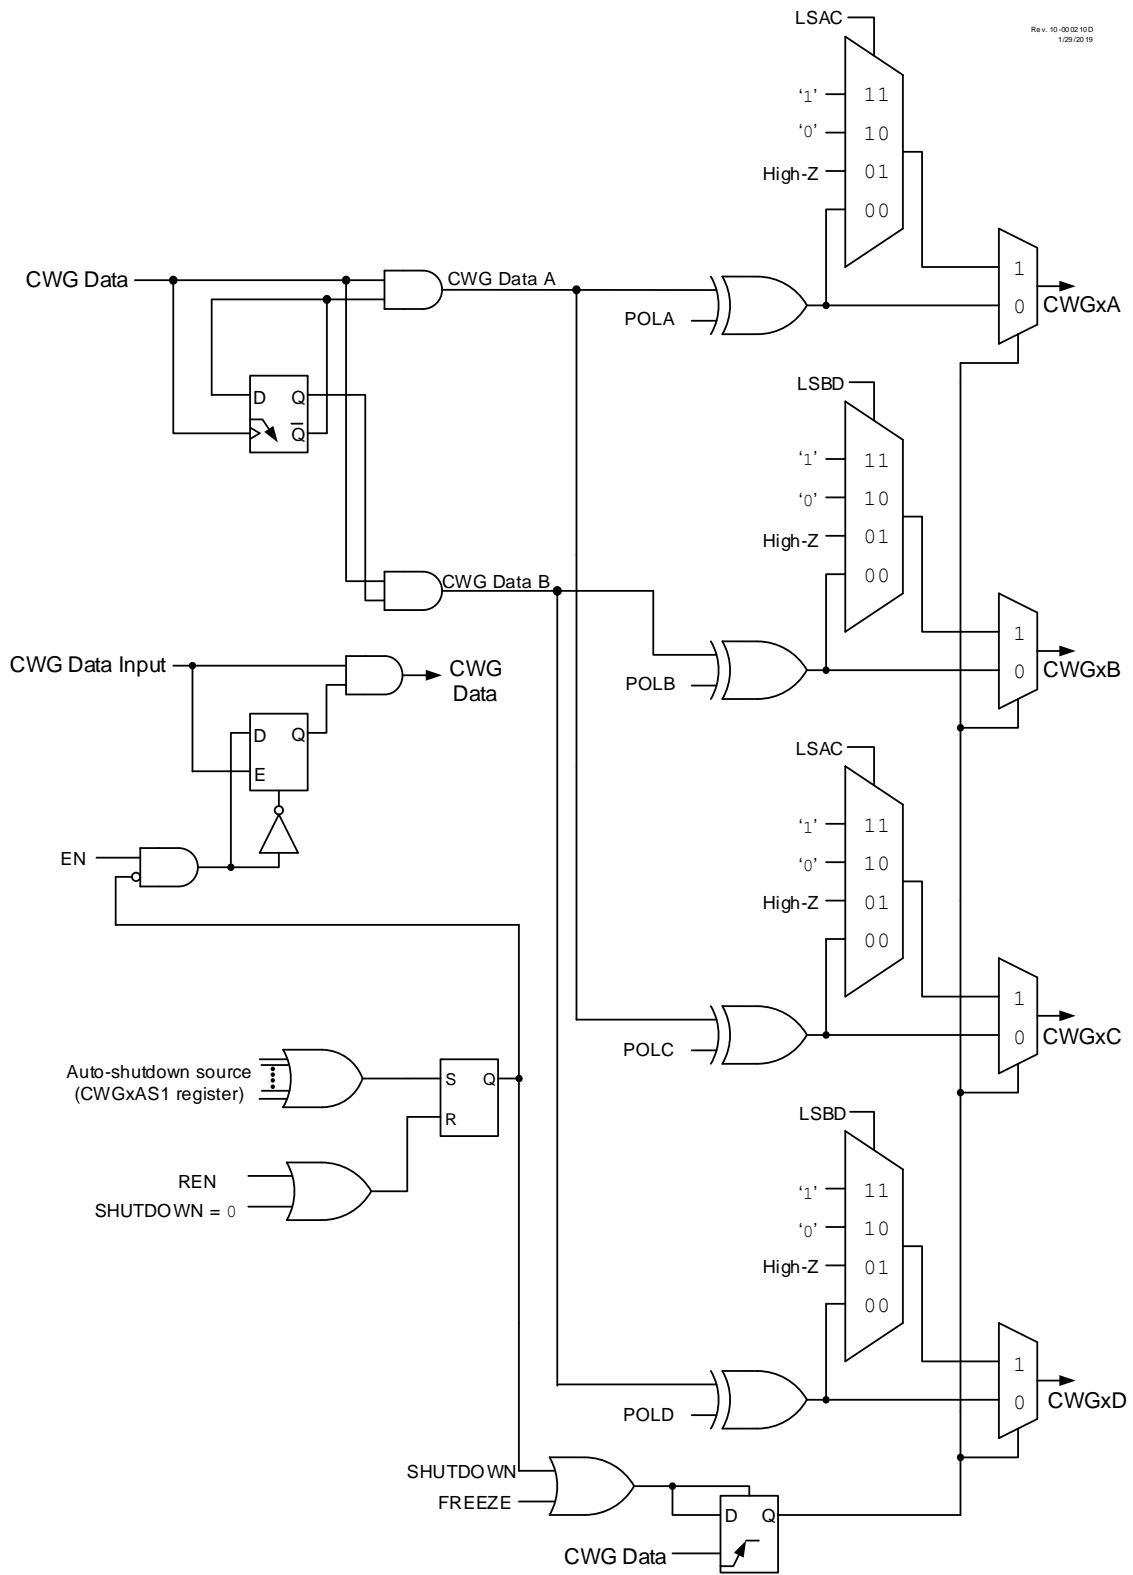 LSAC
Rev. 10-000210D
1/29/2019
‘1’ 11
‘0’ 10
High-Z 01
00
CWG Data
CWG Data A
POLA
1
0
CWGxA
LSBD
D Q
Q
‘1’ 11
‘0’ 10
High-Z 01
00
CWG Data B
POLB
1
0
CWGxB
CWG Data Input
CWG
Data
D Q
E
LSAC
‘1’ 11
‘0’ 10
High-Z 01
00
EN
POLC
1
0
CWGxC
Auto-shutdown source
(CWGxAS1 register)
S Q
R
LSBD
REN
SHUTDOWN = 0
‘1’ 11
‘0’ 10
High-Z 01
00
POLD
1
0
CWGxD
SHUTDOWN
FREEZE
D Q
CWG Data